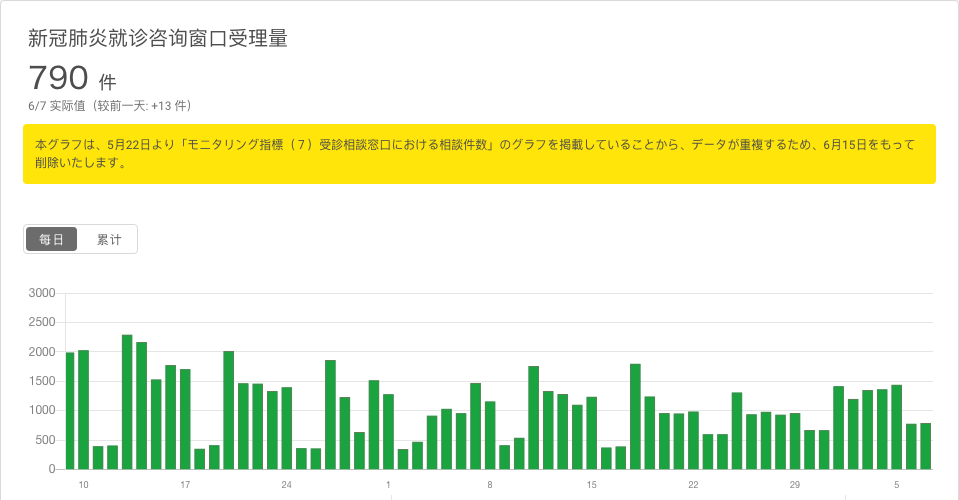 新冠肺炎就诊咨询窗口受理量
790 件
6/7 实际值（较前一天: +13 件）
本グラフは、5月22日より「モニタリング指標（７）受診相談窓口における相談件数」のグラフを掲載していることから、データが重複するため、6月15日をもって
削除いたします。
每日 累计
3000
2500
2000
1500
1000
500
0
10 17 24 1 8 15 22 29 5